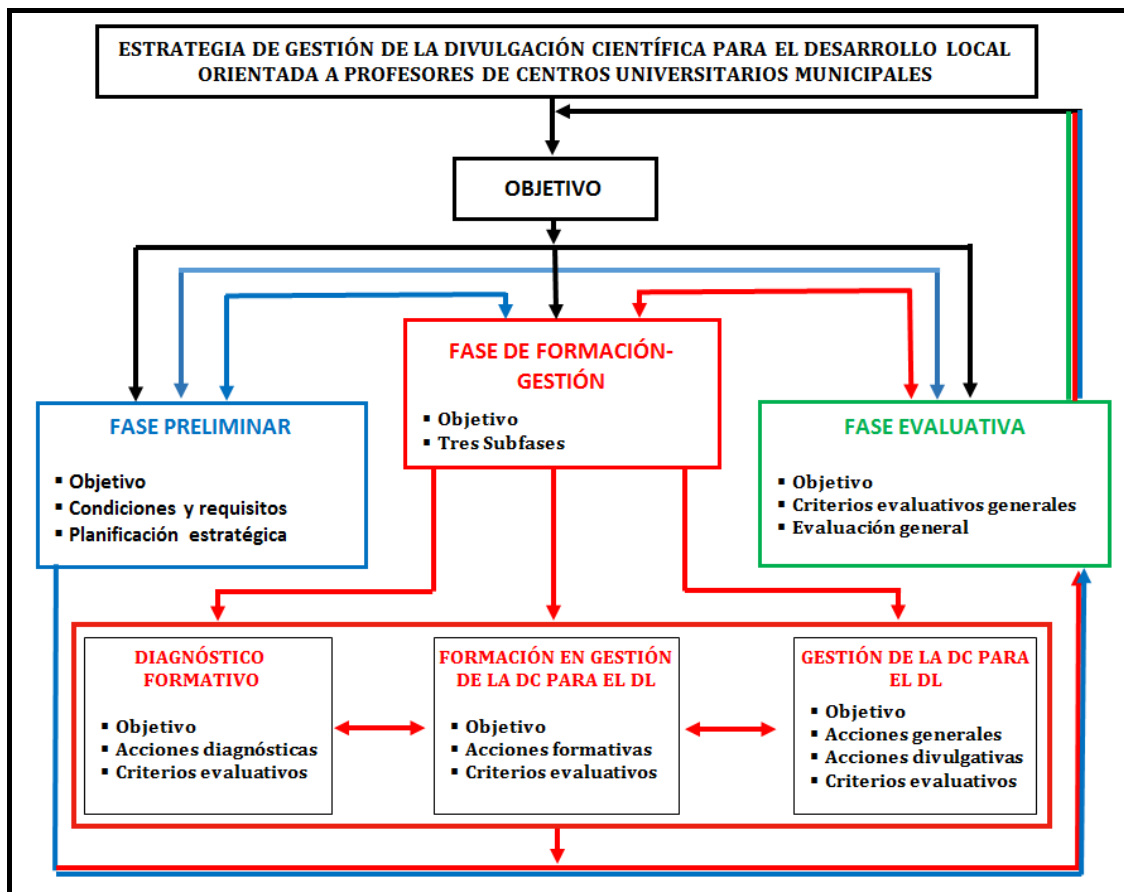 ESTRATEGIA DE GESTIÓN DE LA DIVULGACIÓN CIENTÍFICA PARA EL DESARROLLO LOCAL
ORIENTADA A PROFESORES DE CENTROS UNIVERSITARIOS MUNICIPALES
OBJETIVO
FASE PRELIMINAR
▪ Objetivo
▪ Condiciones y requisitos
▪ Planificación estratégica
FASE DE FORMACIÓN-
GESTIÓN
▪ Objetivo
▪ Tres Subfases
FASE EVALUATIVA
▪ Objetivo
▪ Criterios evaluativos generales
▪ Evaluación general
DIAGNÓSTICO
FORMATIVO
▪ Objetivo
▪ Acciones diagnósticas
▪ Criterios evaluativos
FORMACIÓN EN GESTIÓN
DE LA DC PARA EL DL
▪ Objetivo
▪ Acciones formativas
▪ Criterios evaluativos
GESTIÓN DE LA DC PARA
EL DL
▪ Objetivo
▪ Acciones generales
▪ Acciones divulgativas
▪ Criterios evaluativos